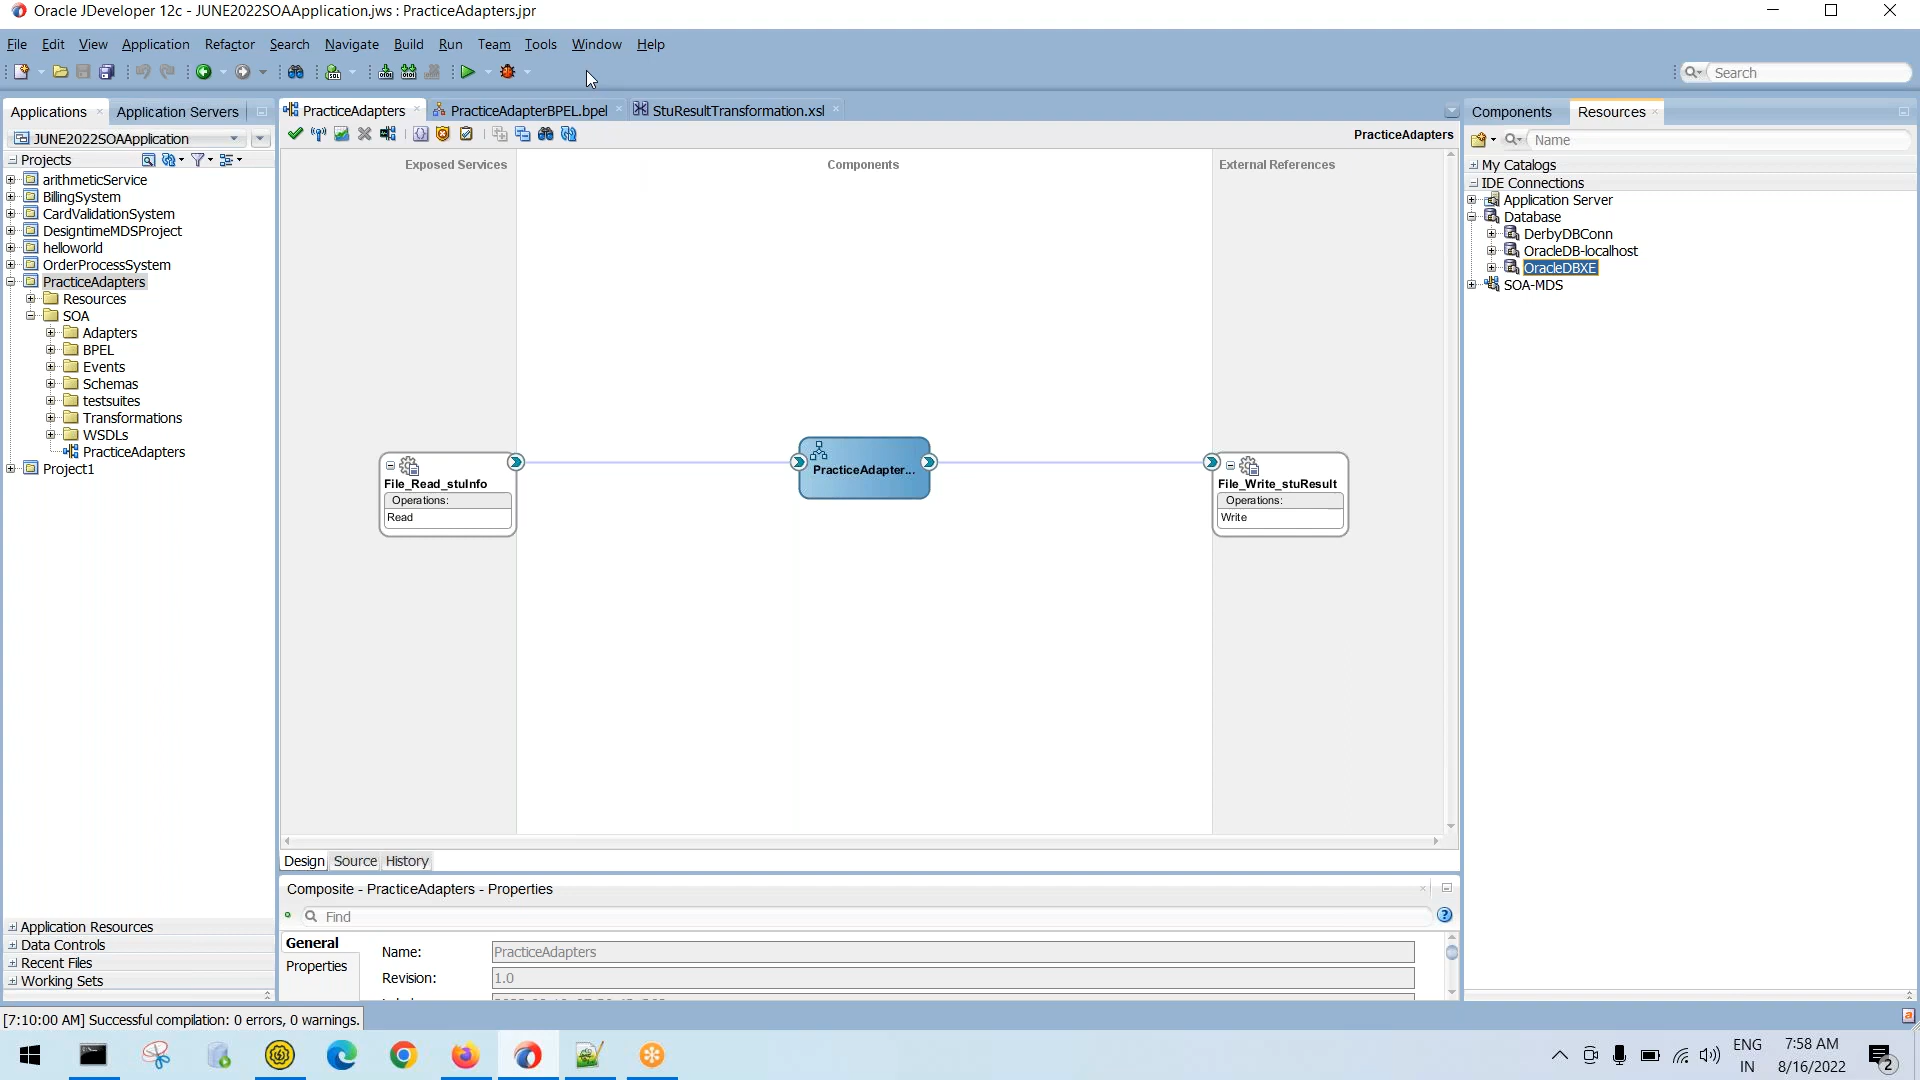 Oracle JDeveloper 12c - JUNE2022SOAApplication.jws : PracticeAdapters.jpr
File Edit View Application Refactor Search Navigate Build Run Team Tools Window Help
Search
Applications Application Servers
JUNE2022SOAApplication
Projects
arithmeticService
BillingSystem
CardValidationSystem
DesigntimeMDSProject
helloworld
OrderProcessSystem
PracticeAdapters
Resources
SOA
Adapters
BPEL
Events
Schemas
testsuites
Transformations
WSDLs
PracticeAdapters
Project1
Application Resources
Data Controls
Recent Files
Working Sets
PracticeAdapters PracticeAdapterBPEL.bpel StuResultTransformation.xsl
PracticeAdapters
Exposed Services Components External References
File_Read_stuInfo
Operations:
Read
PracticeAdapter...
File_Write_stuResult
Operations:
Write
Design Source History
Composite - PracticeAdapters - Properties
Find
General
Properties
Name: PracticeAdapters
Revision: 1.0
Components Resources
Name
My Catalogs
IDE Connections
Application Server
Database
DerbyDBConn
OracleDB-localhost
OracleDBXE
SOA-MDS
[7:10:00 AM] Successful compilation: 0 errors, 0 warnings.
ENG
IN
7:58 AM
8/16/2022
2